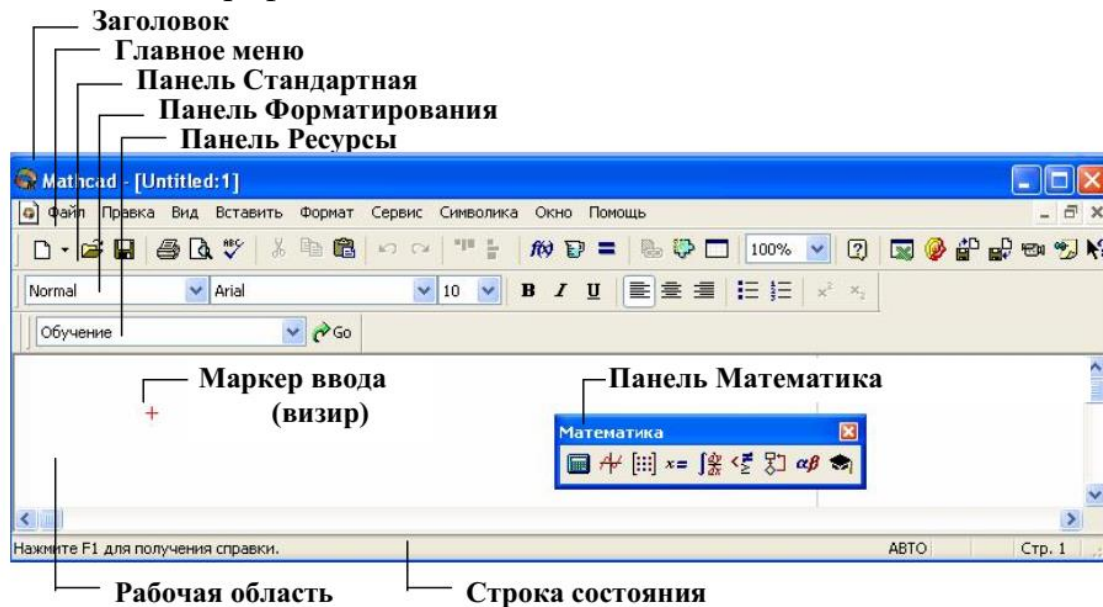 Заголовок
Главное меню
Панель Стандартная
Панель Форматирования
Панель Ресурсы
Mathcad - [Untitled:1]
Файл Правка Вид Вставить Формат Сервис Символика Окно Помощь
100%
Normal Arial 10 B I U
Обучение Go
Маркер ввода
(визир)
Панель Математика
Математика
x= αβ
Нажмите F1 для получения справки. АВТО Стр. 1
Рабочая область
Строка состояния